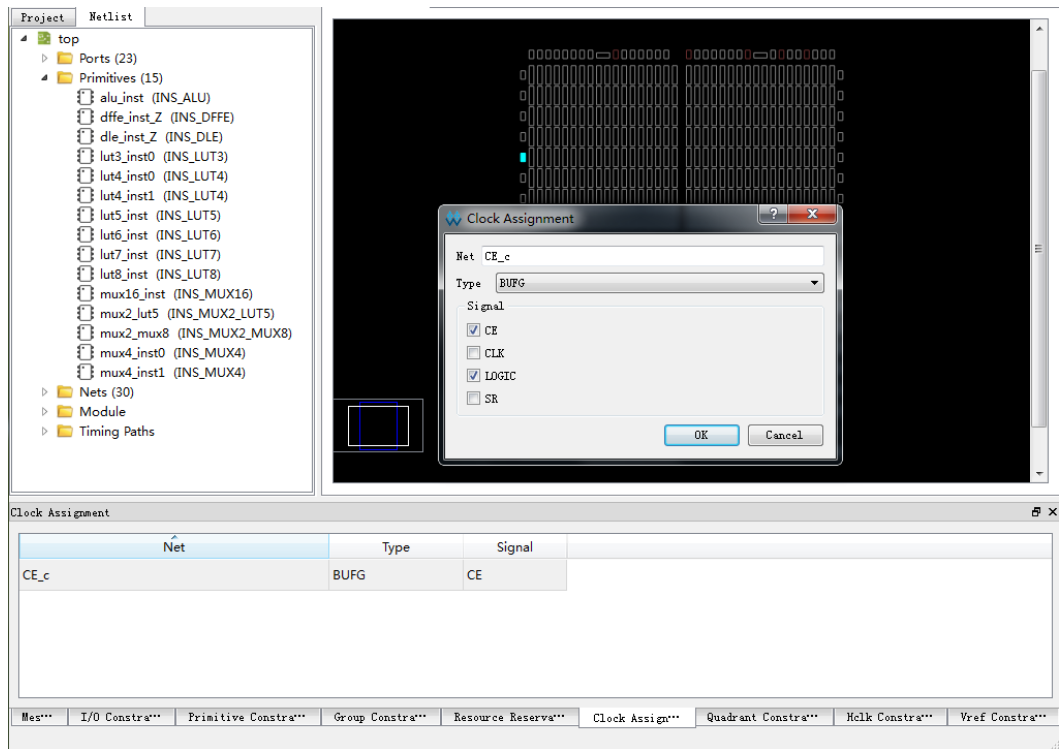 Project Netlist
top
Ports (23)
Primitives (15)
alu_inst (INS_ALU)
dffe_inst_Z (INS_DFFE)
dle_inst_Z (INS_DLE)
lut3_inst0 (INS_LUT3)
lut4_inst0 (INS_LUT4)
lut4_inst1 (INS_LUT4)
lut5_inst (INS_LUT5)
lut6_inst (INS_LUT6)
lut7_inst (INS_LUT7)
lut8_inst (INS_LUT8)
mux16_inst (INS_MUX16)
mux2_lut5 (INS_MUX2_LUT5)
mux2_mux8 (INS_MUX2_MUX8)
mux4_inst0 (INS_MUX4)
mux4_inst1 (INS_MUX4)
Nets (30)
Module
Timing Paths
Clock Assignment
Net CE_c
Type BUFG
Signal
CE
CLK
LOGIC
SR
OK Cancel
Clock Assignment
Net Type Signal
CE_c BUFG CE
Mes··· I/O Constra··· Primitive Constra··· Group Constra··· Resource Reserva··· Clock Assign··· Quadrant Constra··· Hclk Constra··· Vref Constra···